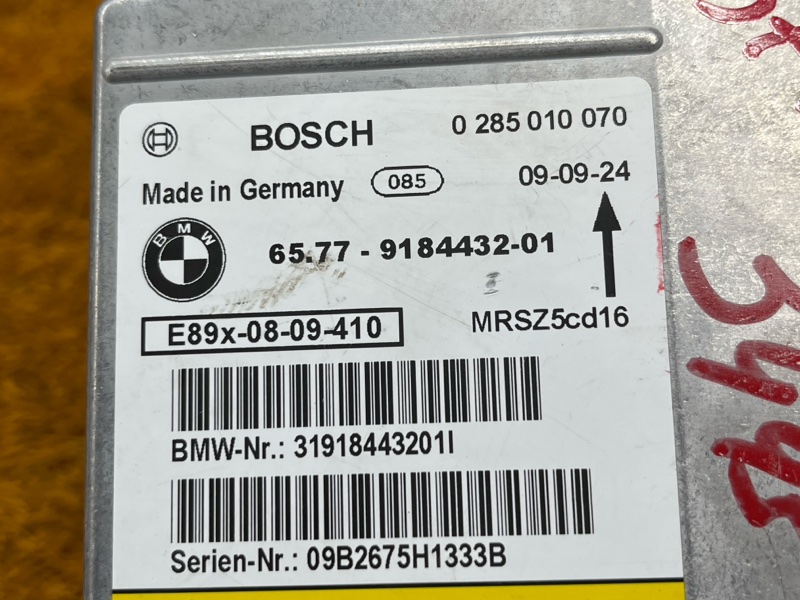 BOSCH 0 285 010 070
Made in Germany 085 09-09-24
BMW
65.77 - 9184432-01
E89x-08-09-410 MRSZ5cd16
BMW-Nr.: 31918443201I
Serien-Nr.: 09B2675H1333B